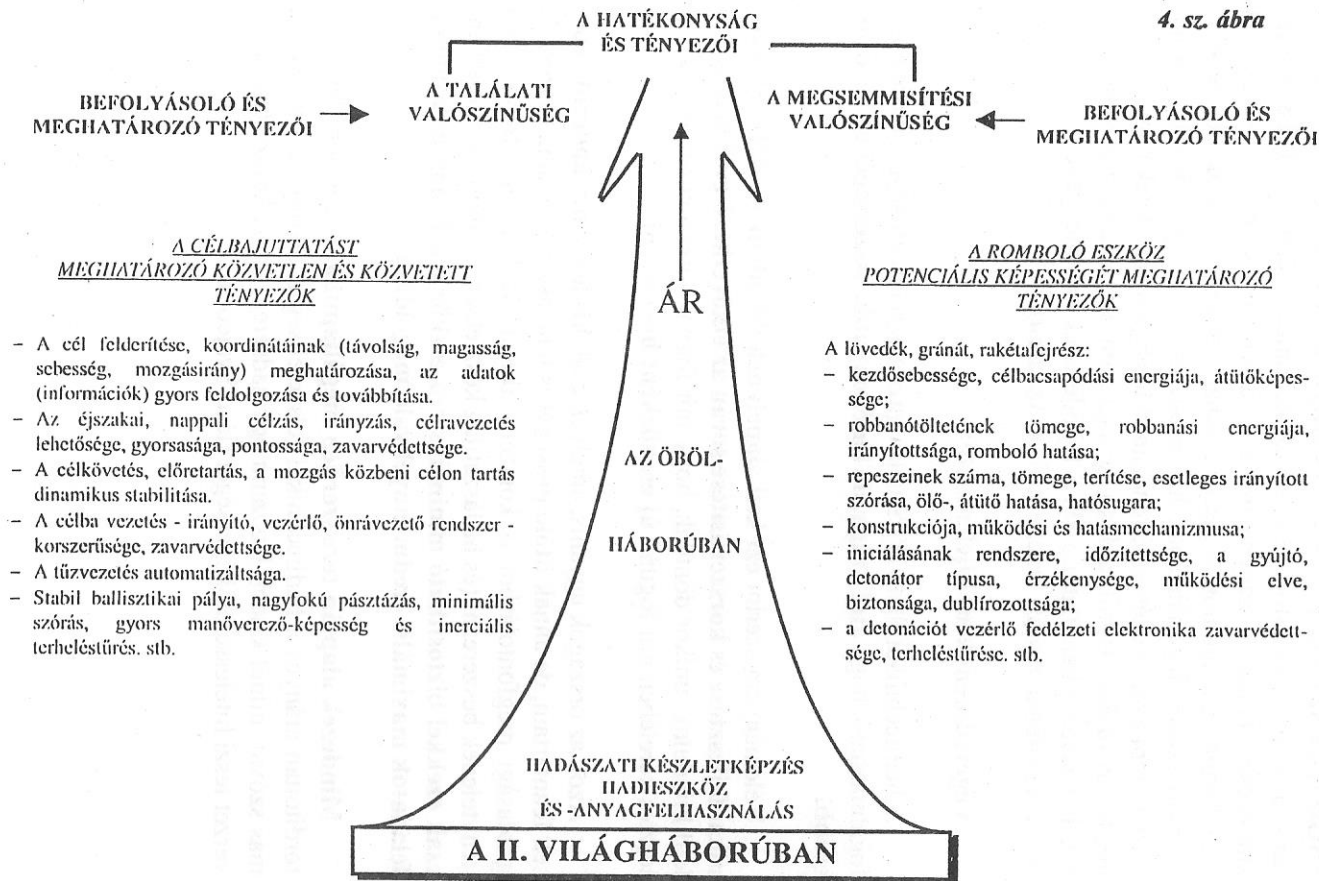 4. sz. ábra
A HATÉKONYSÁG
ÉS TÉNYEZŐI
BEFOLYÁSOLÓ ÉS
MEGHATÁROZÓ TÉNYEZŐI
A TALÁLATI
VALÓSZÍNŰSÉG
A MEGSEMMISÍTÉSI
VALÓSZÍNŰSÉG
BEFOLYÁSOLÓ ÉS
MEGHATÁROZÓ TÉNYEZŐI
A CÉLBAJUTTATÁST
MEGHATÁROZÓ KÖZVETLEN ÉS KÖZVETETT
TÉNYEZŐK
– A cél felderítése, koordinátáinak (távolság, magasság,
sebesség, mozgásirány) meghatározása, az adatok
(információk) gyors feldolgozása és továbbítása.
– Az éjszakai, nappali célzás, irányzás, célravezetés
lehetősége, gyorsasága, pontossága, zavarvédettsége.
– A célkövetés, előretartás, a mozgás közbeni célon tartás
dinamikus stabilitása.
– A célba vezetés - irányító, vezérlő, önrávezető rendszer -
korszerűsége, zavarvédettsége.
– A tűzvezetés automatizáltsága.
– Stabil ballisztikai pálya, nagyfokú pásztázás, minimális
szórás, gyors manőverező-képesség és inerciális
terheléstűrés. stb.
ÁR
AZ ÖBÖL-
HÁBORÚBAN
HADÁSZATI KÉSZLETKÉPZÉS
HADIESZKÖZ
ÉS -ANYAGFELHASZNÁLÁS
A II. VILÁGHÁBORÚBAN
A ROMBOLÓ ESZKÖZ
POTENCIÁLIS KÉPESSÉGÉT MEGHATÁROZÓ
TÉNYEZŐK
A lövedék, gránát, rakétafejrész:
– kezdősebessége, célbacsapódási energiája, átütőképes-
sége;
– robbanótöltetének tömege, robbanási energiája,
irányítottsága, romboló hatása;
– repeszeinek száma, tömege, terítése, esetleges irányított
szórása, ölő-, átütő hatása, hatósugara;
– konstrukciója, működési és hatásmechanizmusa;
– iniciálásának rendszere, időzítettsége, a gyújtó,
detonátor típusa, érzékenysége, működési elve,
biztonsága, dublírozottsága;
– a detonációt vezérlő fedélzeti elektronika zavarvédett-
sége, terheléstűrése. stb.